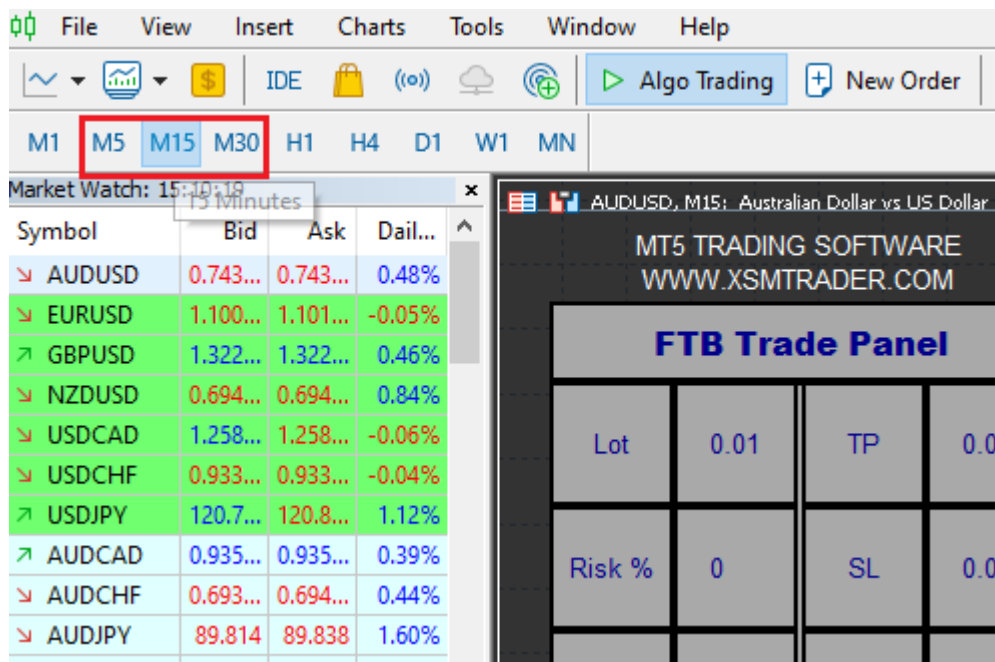 File View Insert Charts Tools Window Help
$ IDE Algo Trading New Order
M1 M5 M15 M30 H1 H4 D1 W1 MN
Market Watch: 15:10:19
15 Minutes
Symbol Bid Ask Dail...
AUDUSD 0.743... 0.743... 0.48%
EURUSD 1.100... 1.101... -0.05%
GBPUSD 1.322... 1.322... 0.46%
NZDUSD 0.694... 0.694... 0.84%
USDCAD 1.258... 1.258... -0.06%
USDCHF 0.933... 0.933... -0.04%
USDJPY 120.7... 120.8... 1.12%
AUDCAD 0.935... 0.935... 0.39%
AUDCHF 0.693... 0.694... 0.44%
AUDJPY 89.814 89.838 1.60%
AUDUSD, M15: Australian Dollar vs US Dollar
MT5 TRADING SOFTWARE
WWW.XSMTRADER.COM
FTB Trade Panel
Lot 0.01 TP 0.0
Risk % 0 SL 0.0